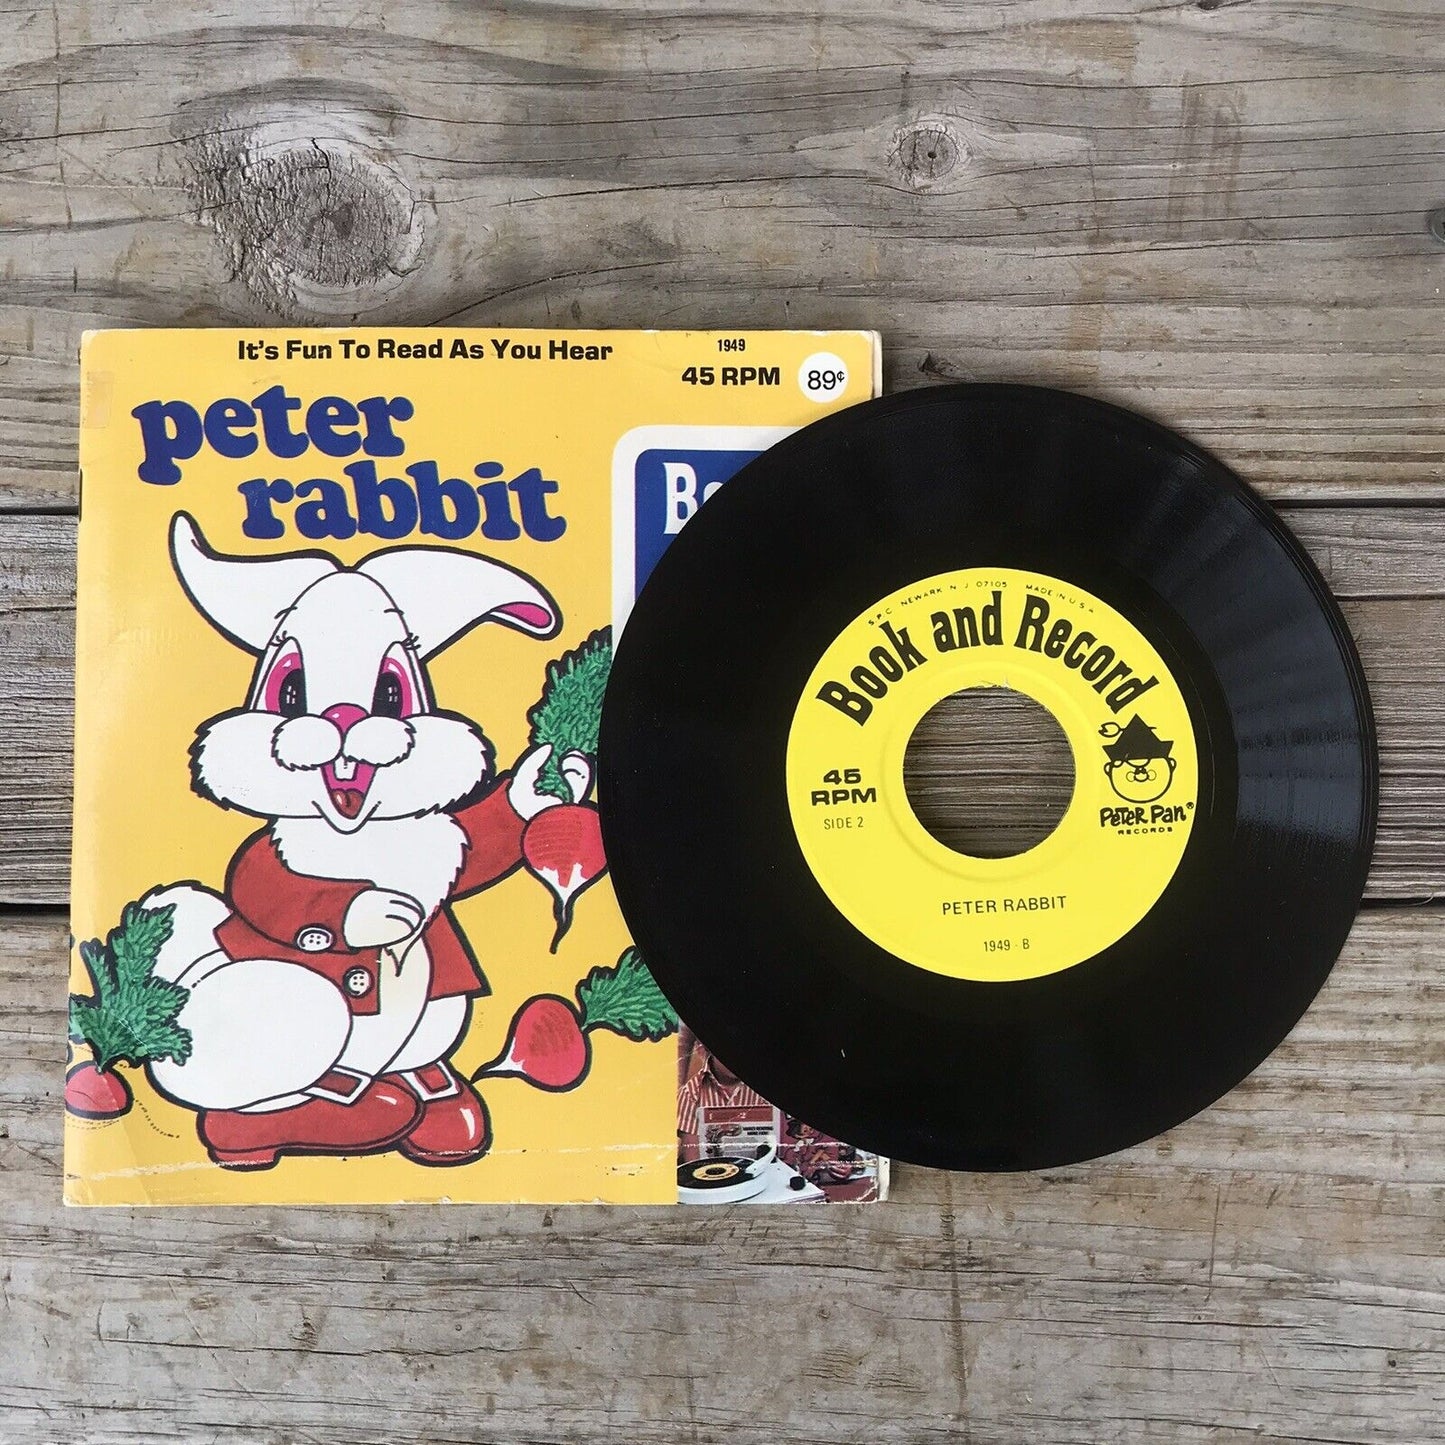 It's Fun To Read As You Hear
1949
45 RPM
89¢
peter
rabbit
S.P.C. NEWARK N J 07105 MADE IN U.S.A
Book and Record
45
RPM
SIDE 2
PETER PAN®
RECORDS
PETER RABBIT
1949 - B